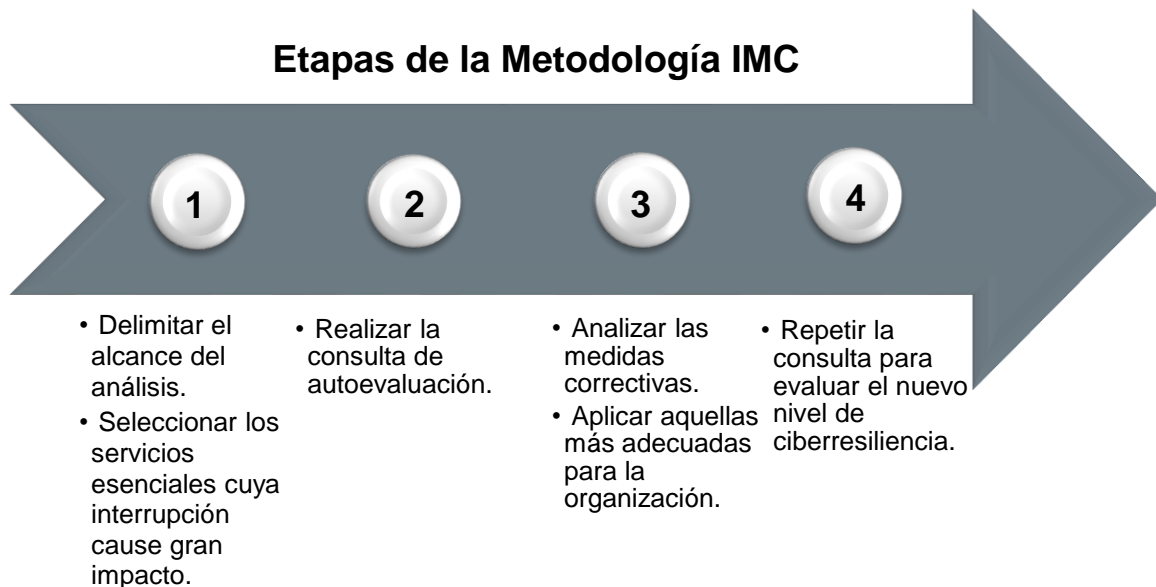 Etapas de la Metodología IMC
1
2
3
4
• Delimitar el
alcance del
análisis.
• Seleccionar los
servicios
esenciales cuya
interrupción
cause gran
impacto.
• Realizar la
consulta de
autoevaluación.
• Analizar las
medidas
correctivas.
• Aplicar aquellas
más adecuadas
para la
organización.
• Repetir la
consulta para
evaluar el nuevo
nivel de
ciberresiliencia.